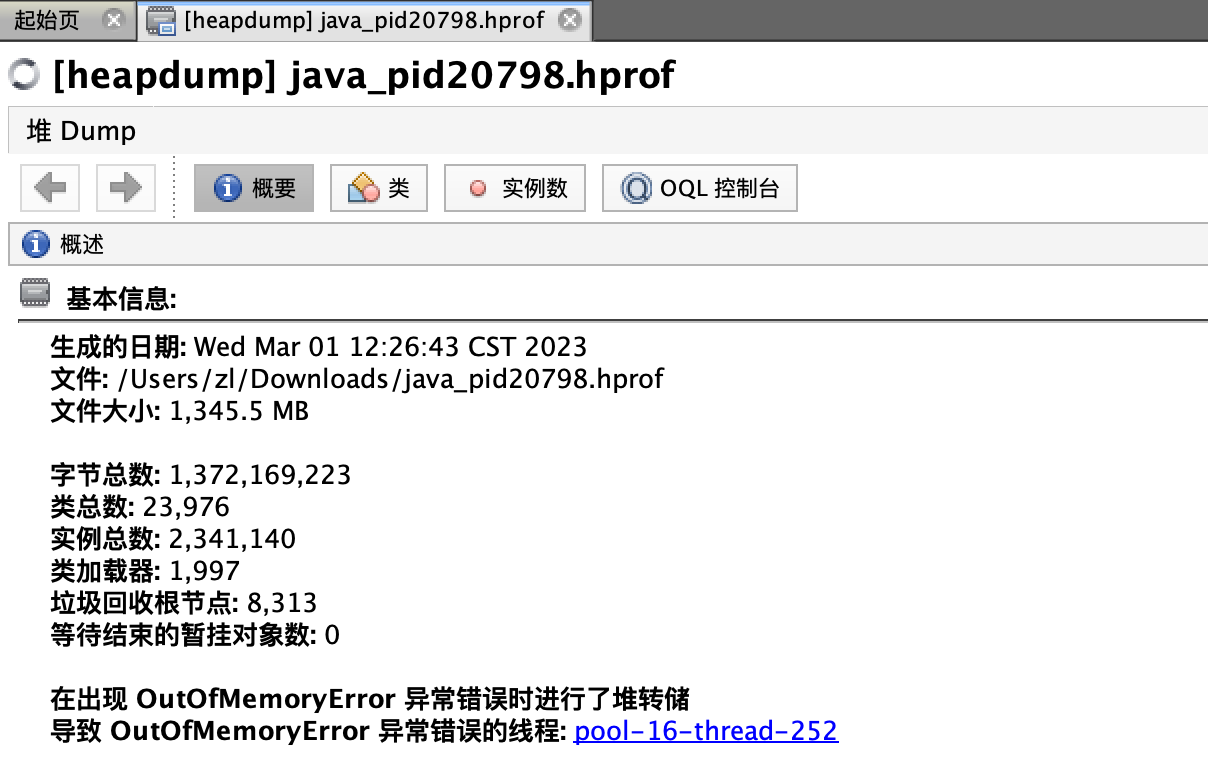 起始页 [heapdump] java_pid20798.hprof
[heapdump] java_pid20798.hprof
堆 Dump
概要 类 实例数 OQL 控制台
概述
基本信息:
生成的日期: Wed Mar 01 12:26:43 CST 2023
文件: /Users/zl/Downloads/java_pid20798.hprof
文件大小: 1,345.5 MB
字节总数: 1,372,169,223
类总数: 23,976
实例总数: 2,341,140
类加载器: 1,997
垃圾回收根节点: 8,313
等待结束的暂挂对象数: 0
在出现 OutOfMemoryError 异常错误时进行了堆转储
导致 OutOfMemoryError 异常错误的线程: pool-16-thread-252